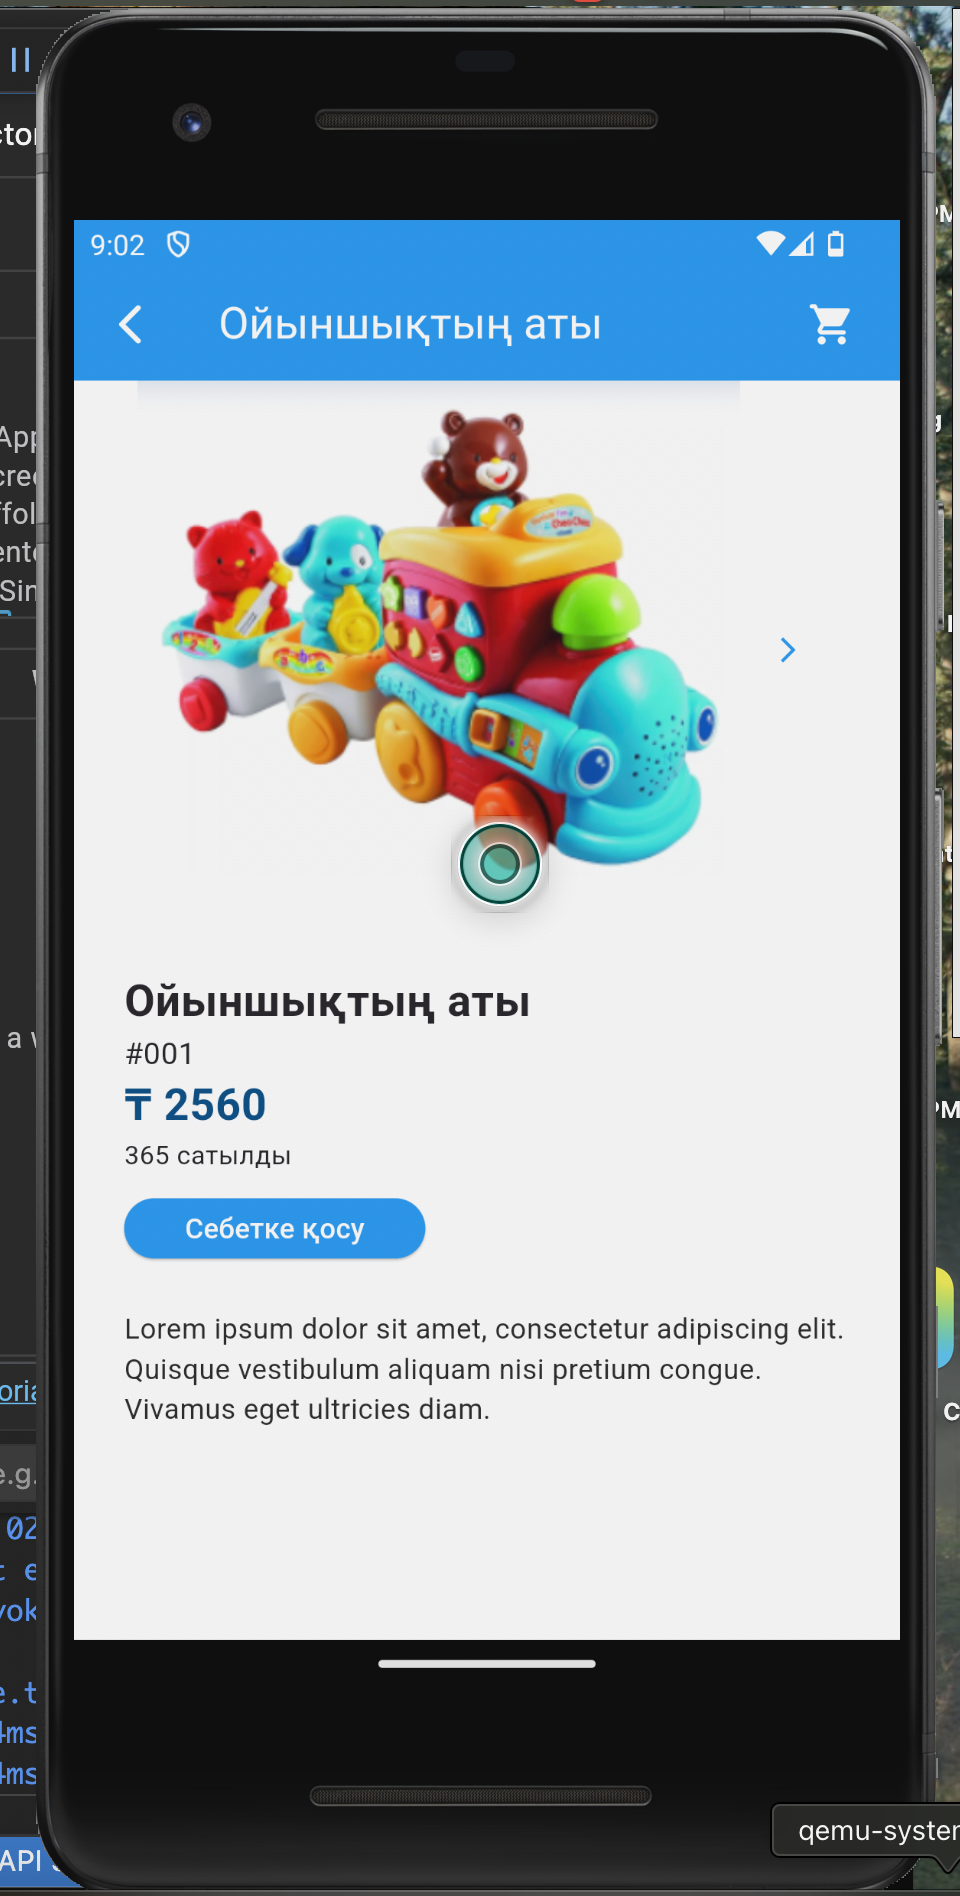 9:02
Ойыншықтың аты
Ойыншықтың аты
#001
₸ 2560
365 сатылды
Себетке қосу
Lorem ipsum dolor sit amet, consectetur adipiscing elit.
Quisque vestibulum aliquam nisi pretium congue.
Vivamus eget ultricies diam.
qemu-system